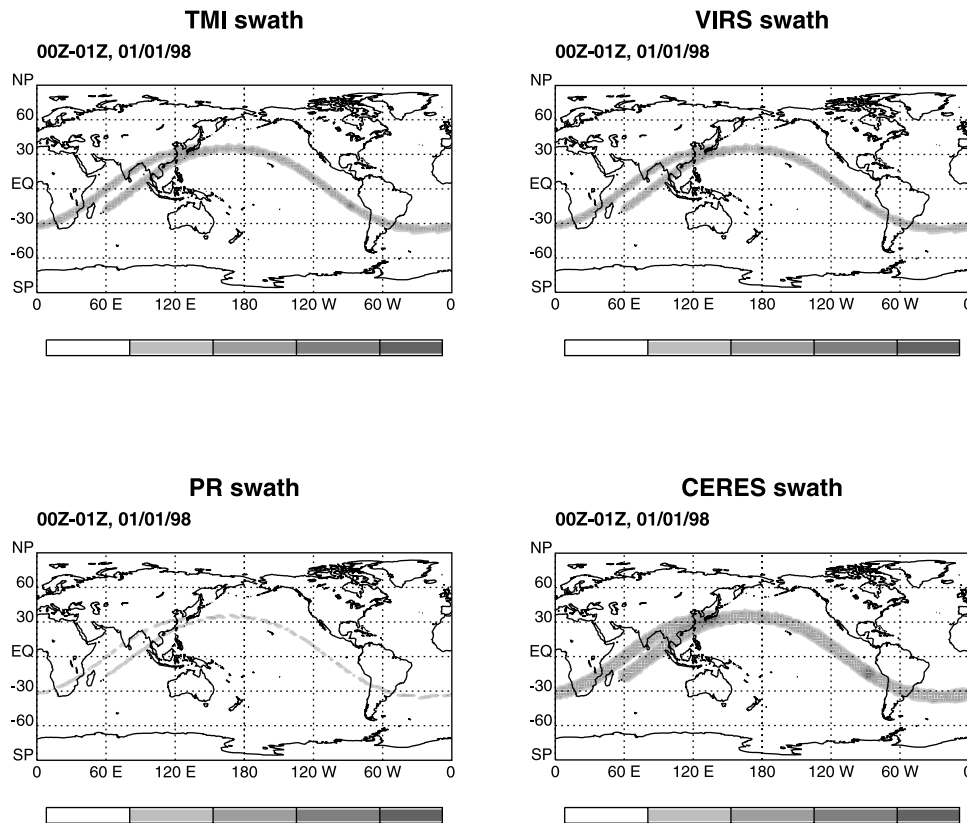 TMI swath
00Z-01Z, 01/01/98
NP
60
30
EQ
-30
-60
SP
0 60 E 120 E 180 120 W 60 W 0
VIRS swath
00Z-01Z, 01/01/98
NP
60
30
EQ
-30
-60
SP
0 60 E 120 E 180 120 W 60 W 0
PR swath
00Z-01Z, 01/01/98
NP
60
30
EQ
-30
-60
SP
0 60 E 120 E 180 120 W 60 W 0
CERES swath
00Z-01Z, 01/01/98
NP
60
30
EQ
-30
-60
SP
0 60 E 120 E 180 120 W 60 W 0